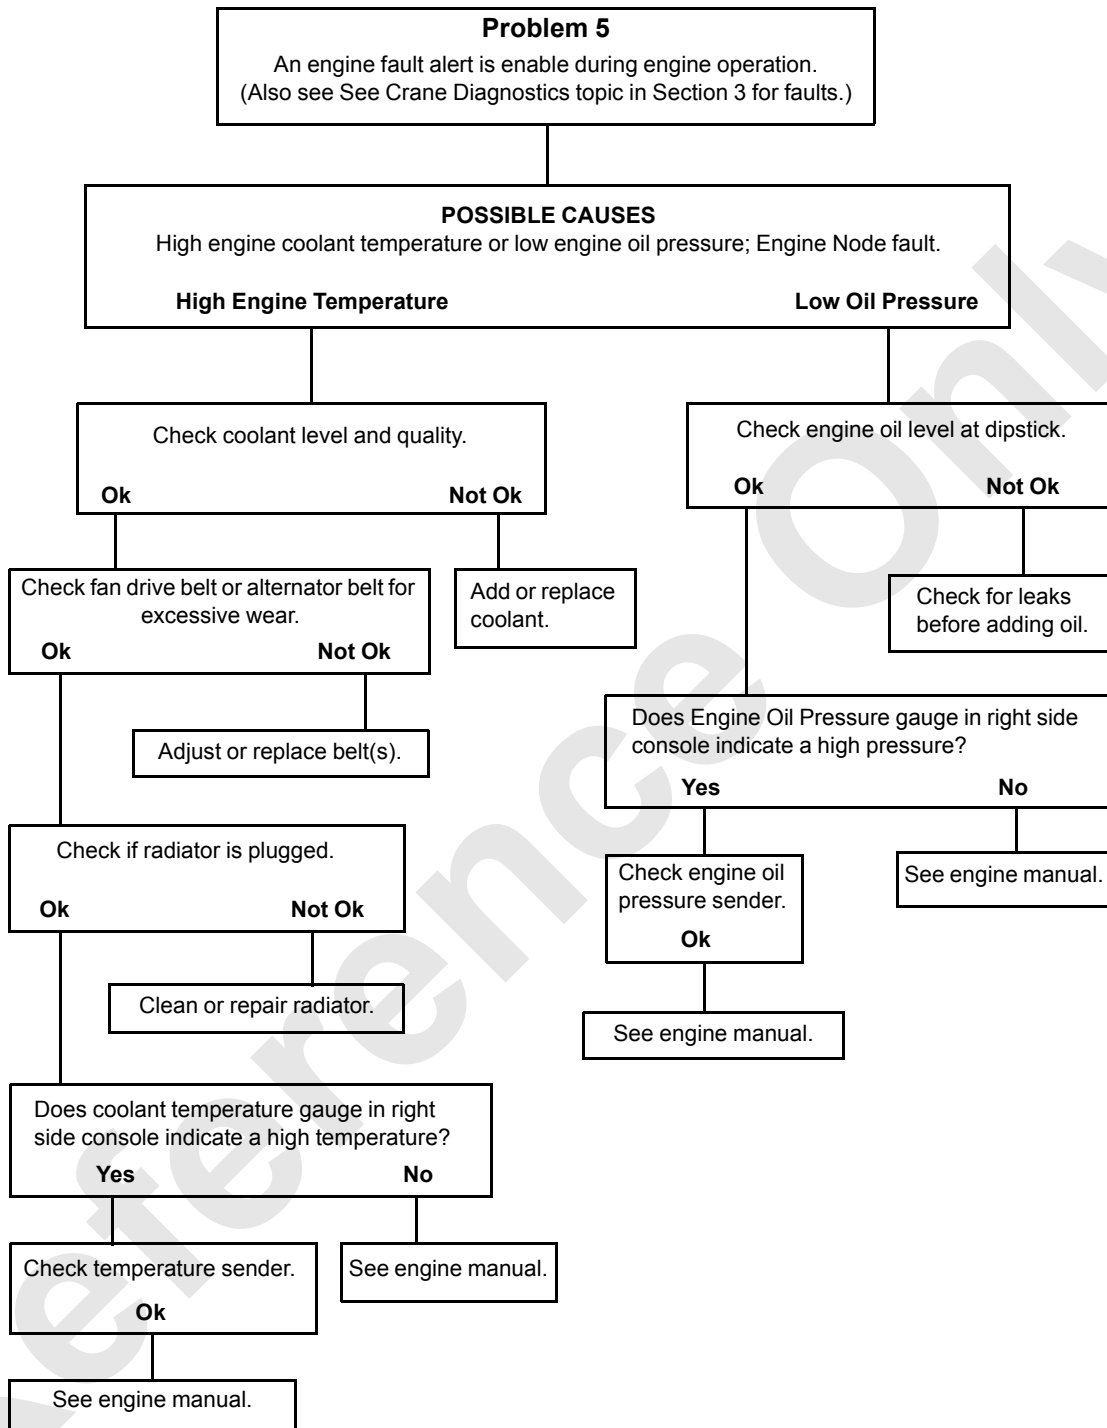 Problem 5
An engine fault alert is enable during engine operation.
(Also see See Crane Diagnostics topic in Section 3 for faults.)
POSSIBLE CAUSES
High engine coolant temperature or low engine oil pressure; Engine Node fault.
High Engine Temperature
Low Oil Pressure
Check coolant level and quality.
Ok
Not Ok
Check fan drive belt or alternator belt for
excessive wear.
Ok
Not Ok
Add or replace
coolant.
Adjust or replace belt(s).
Check if radiator is plugged.
Ok
Not Ok
Clean or repair radiator.
Does coolant temperature gauge in right
side console indicate a high temperature?
Yes
No
Check temperature sender.
Ok
See engine manual.
See engine manual.
Check engine oil level at dipstick.
Ok
Not Ok
Check for leaks
before adding oil.
Does Engine Oil Pressure gauge in right side
console indicate a high pressure?
Yes
No
Check engine oil
pressure sender.
Ok
See engine manual.
See engine manual.
Reference Only